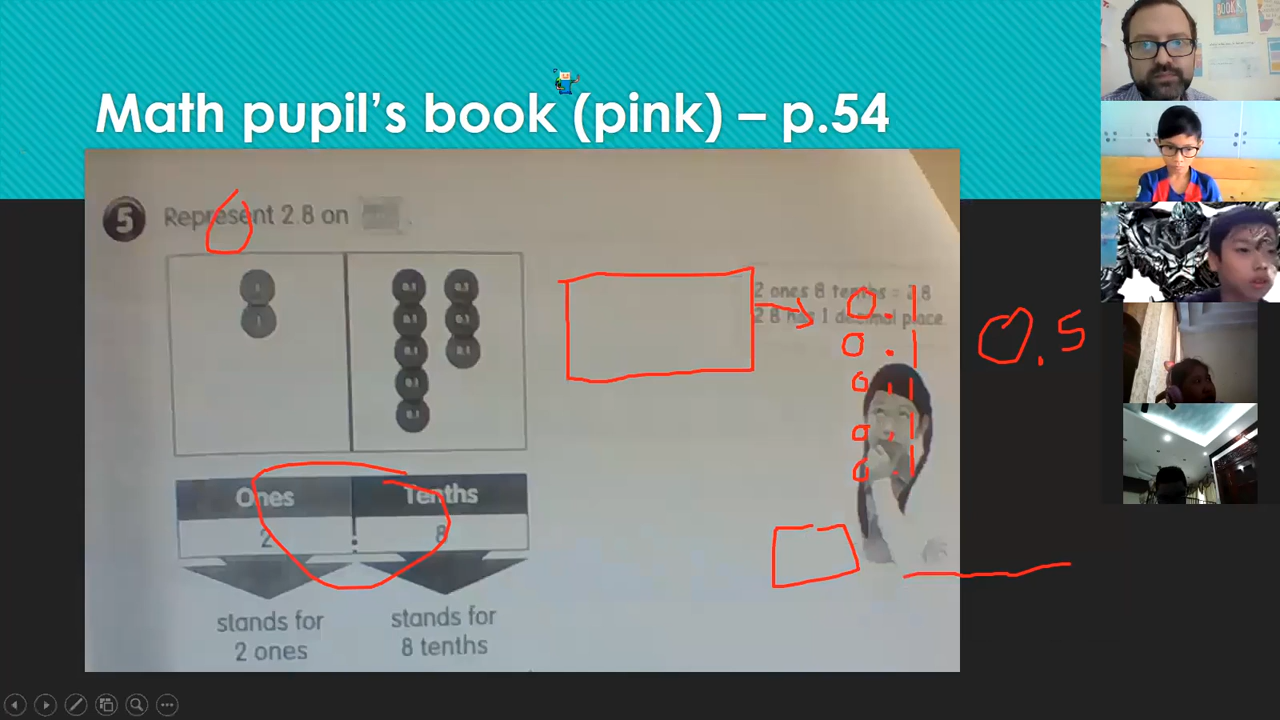 Math pupil's book (pink) – p.54
5 Represent 2.8 on
1
1
0.1 0.1
0.1 0.1
0.1 0.1
0.1
0.1
2 ones 8 tenths = 2.8
2.8 has 1 decimal place.
0.1
0.1
0.1
0.1
0.1
0.5
Ones Tenths
2 8
stands for
2 ones
stands for
8 tenths
BOOK